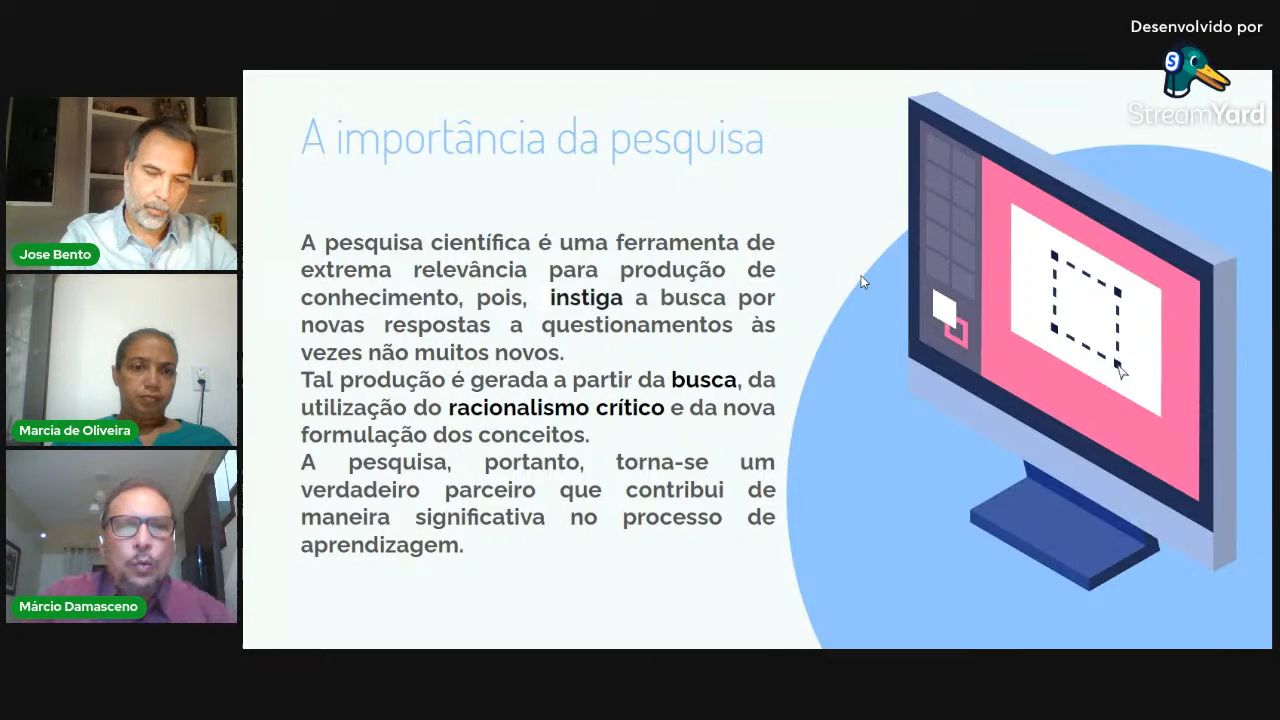 Desenvolvido por
S
StreamYard
Jose Bento
Marcia de Oliveira
Márcio Damasceno
A importância da pesquisa
A pesquisa científica é uma ferramenta de
extrema relevância para produção de
conhecimento, pois, instiga a busca por
novas respostas a questionamentos às
vezes não muitos novos.
Tal produção é gerada a partir da busca, da
utilização do racionalismo crítico e da nova
formulação dos conceitos.
A pesquisa, portanto, torna-se um
verdadeiro parceiro que contribui de
maneira significativa no processo de
aprendizagem.